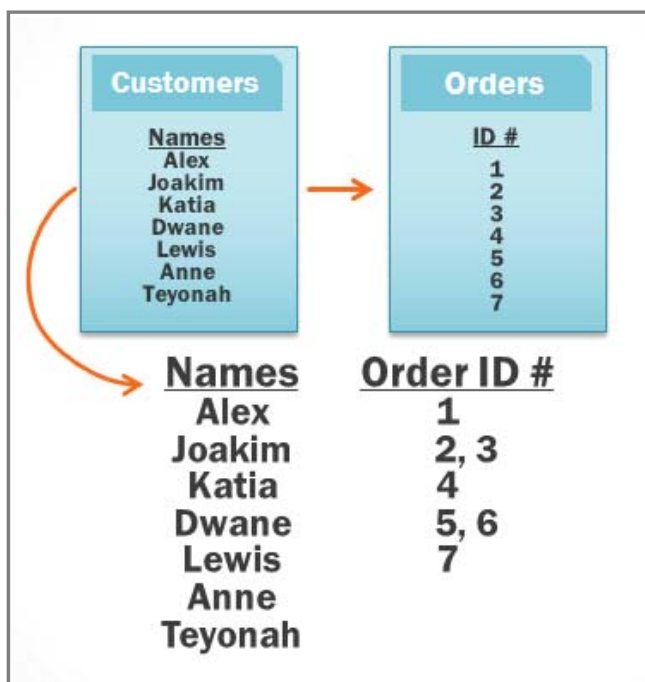 Customers
Names
Alex
Joakim
Katia
Dwane
Lewis
Anne
Teyonah
Orders
ID #
1
2
3
4
5
6
7
Names Order ID #
Alex 1
Joakim 2, 3
Katia 4
Dwane 5, 6
Lewis 7
Anne
Teyonah